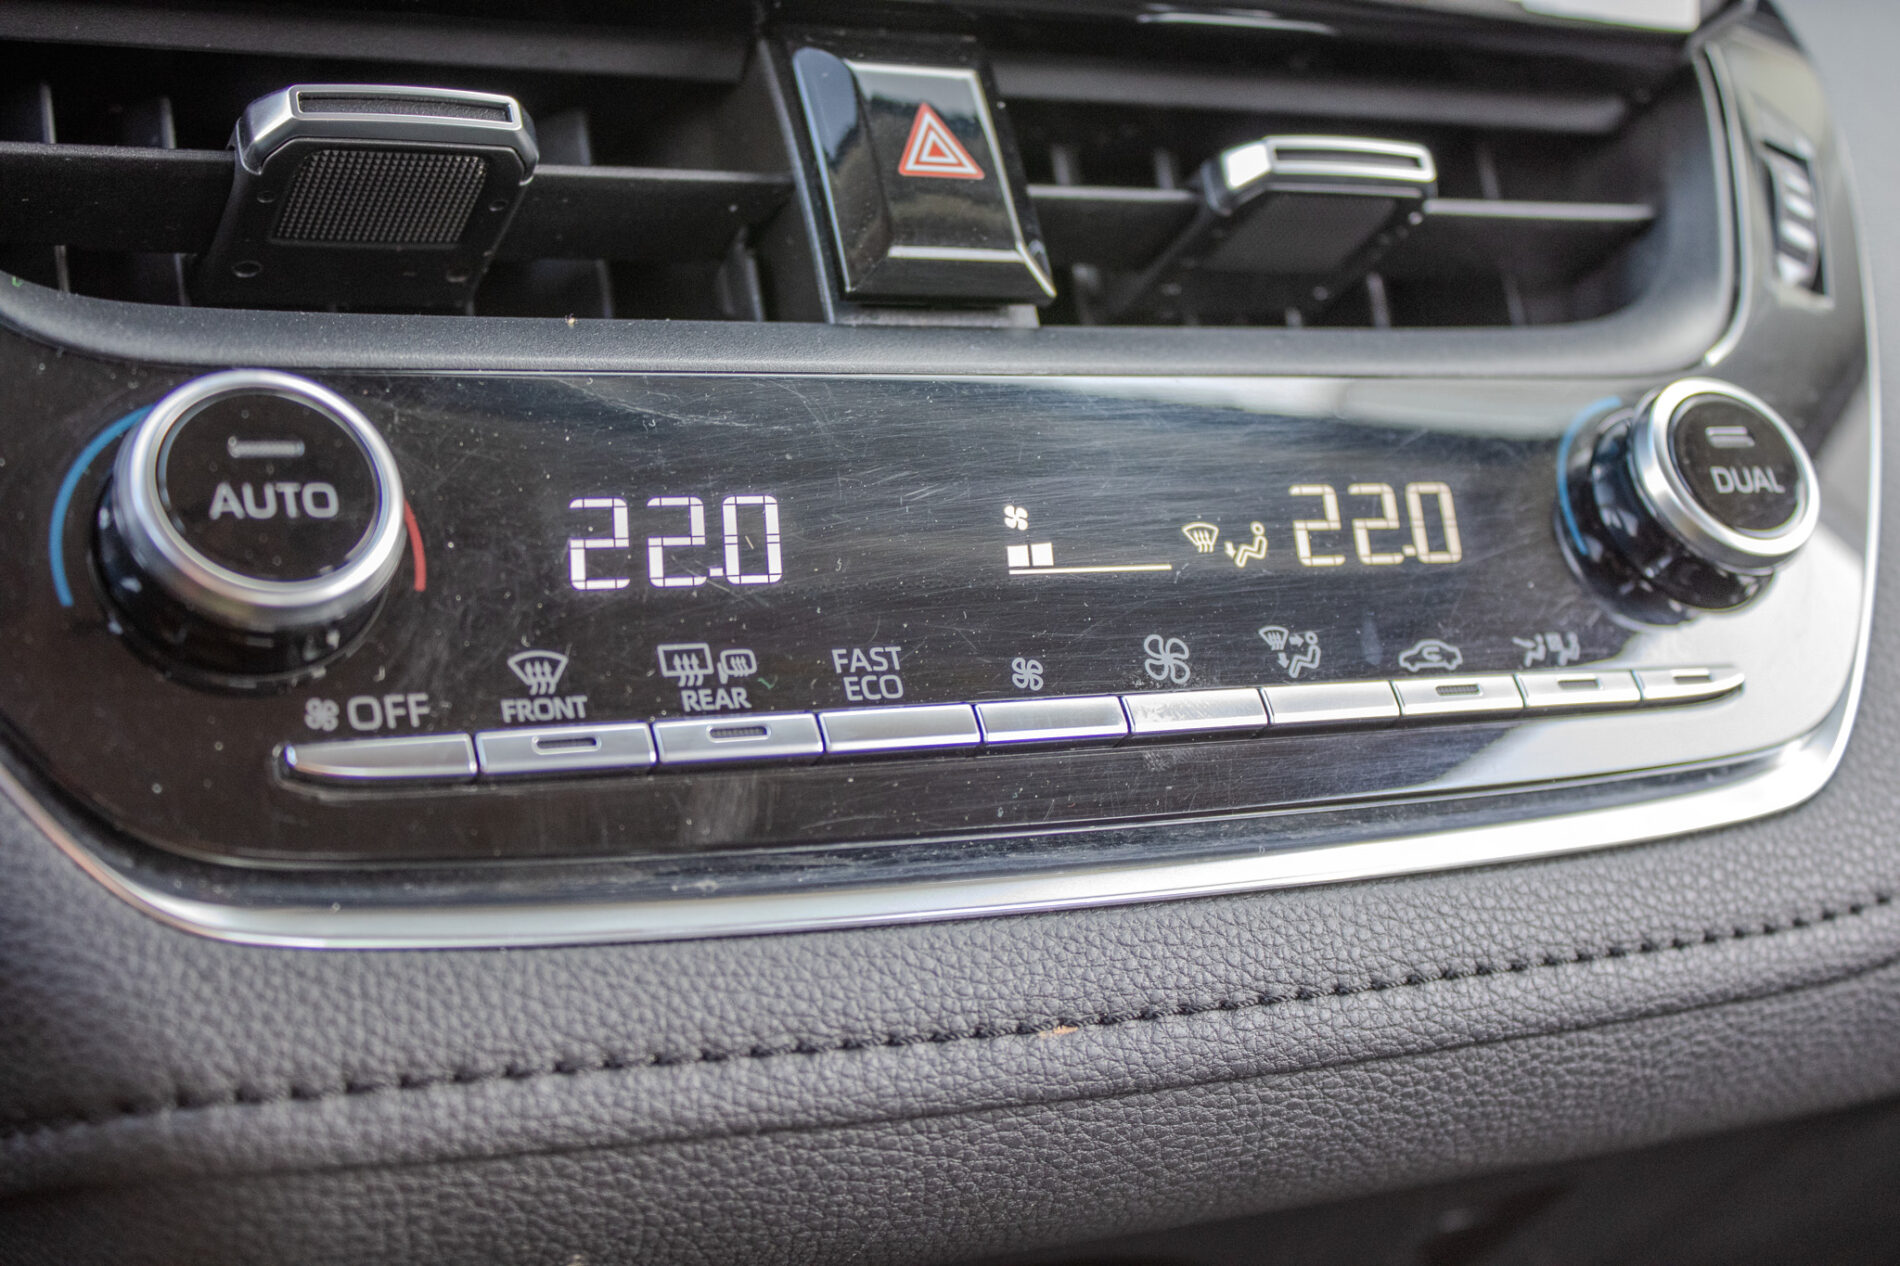 AUTO
DUAL
22.0
22.0
OFF
FRONT
REAR
FAST
ECO